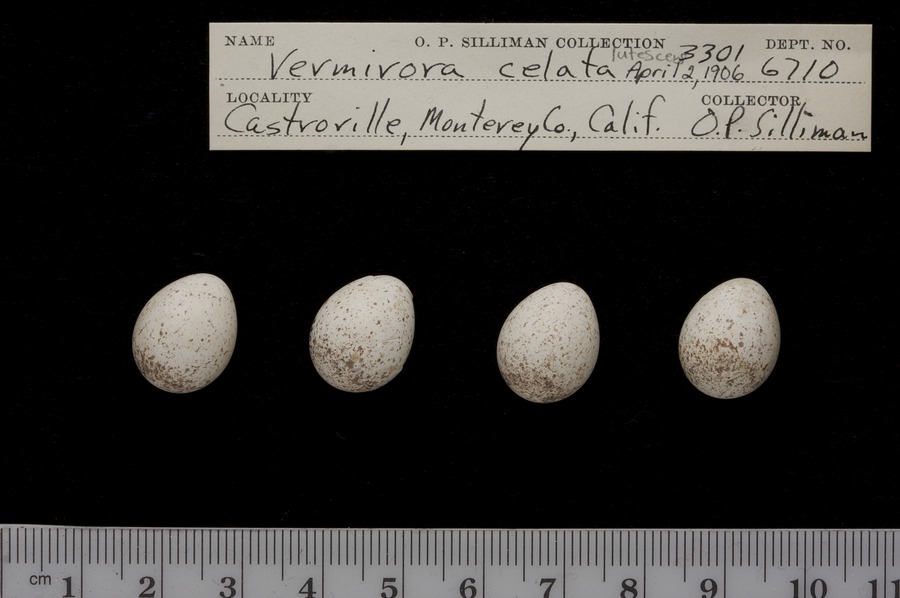 NAME O. P. SILLIMAN COLLECTION 3301 DEPT. NO.
Vermivora celata lutescens April 2, 1906 6710
LOCALITY COLLECTOR
Castroville, Monterey Co., Calif. O.P. Silliman
cm 1 2 3 4 5 6 7 8 9 10 11